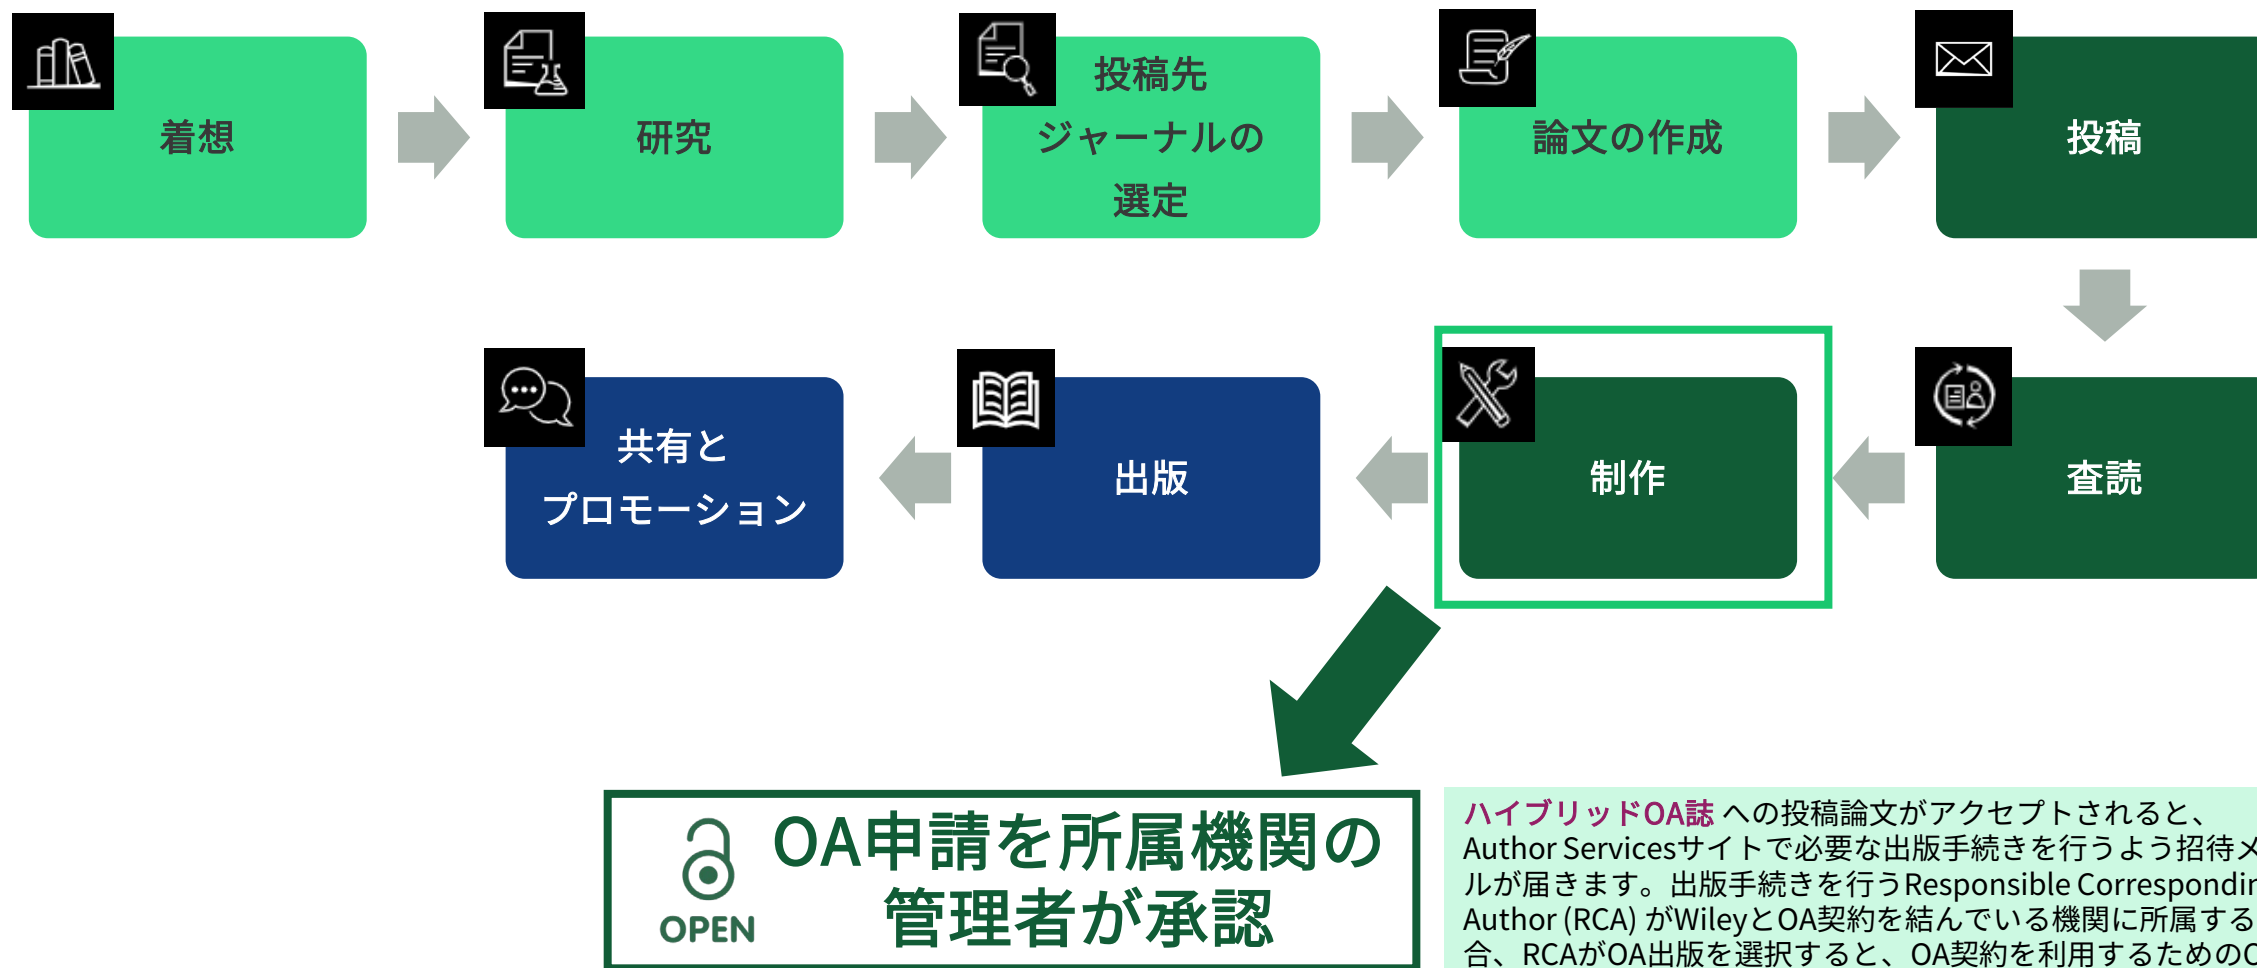 着想
研究
投稿先
ジャーナルの
選定
論文の作成
投稿
共有と
プロモーション
出版
制作
査読
OPEN
OA申請を所属機関の
管理者が承認
ハイブリッドOA誌 への投稿論文がアクセプトされると、
Author Servicesサイトで必要な出版手続きを行うよう招待メ
ルが届きます。出版手続きを行うResponsible
Author (RCA) がWileyとOA契約を結んでいる機関に所属する
合、RCAがOA出版を選択すると、OA契約を利用するための